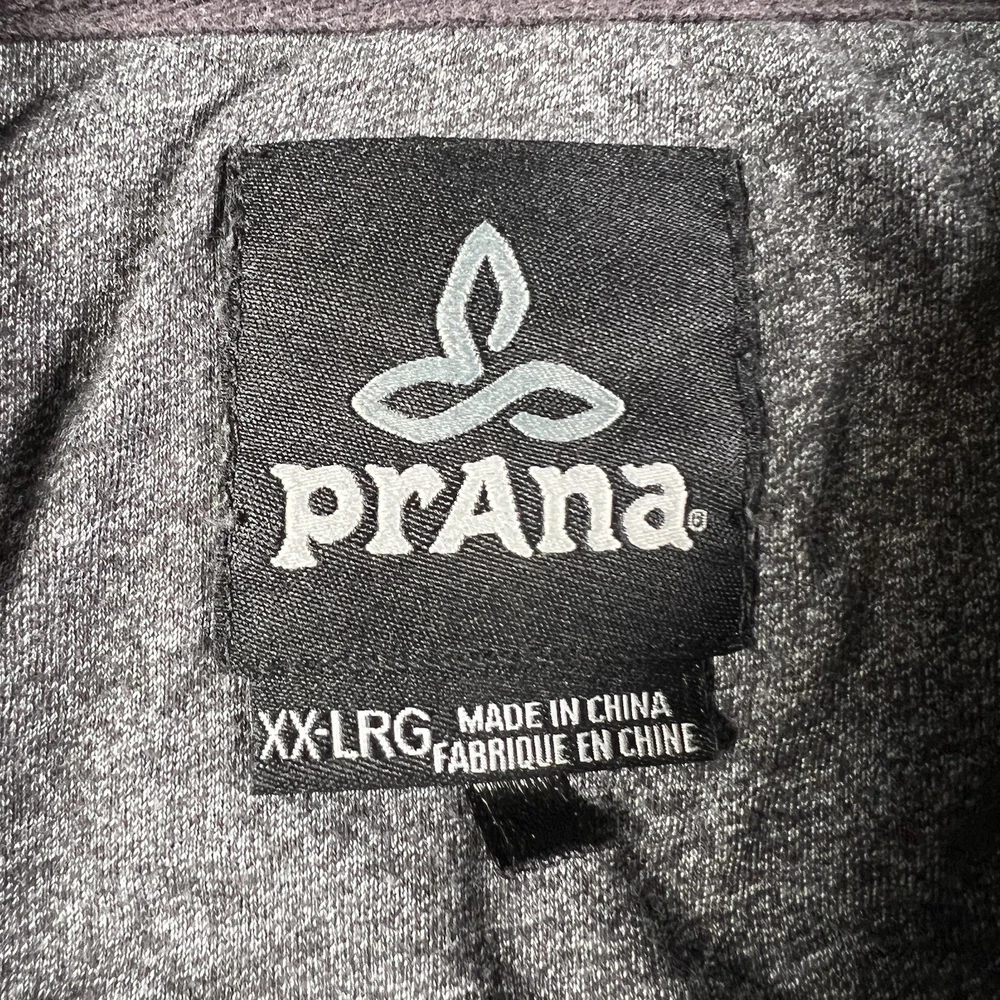 prAna®
XX-LRG
MADE IN CHINA
FABRIQUE EN CHINE